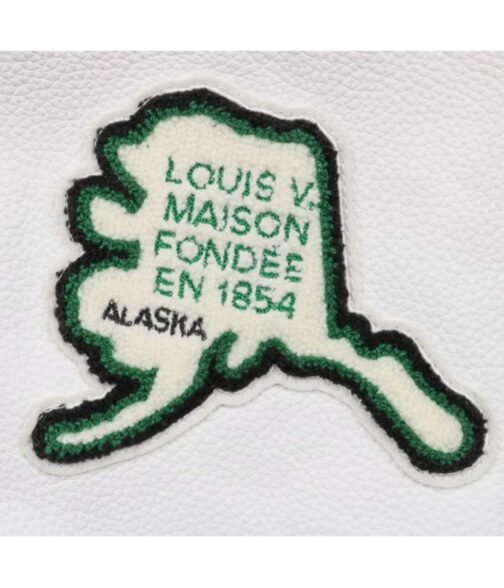 LOUIS V.
MAISON
FONDÉE
EN 1854
ALASKA